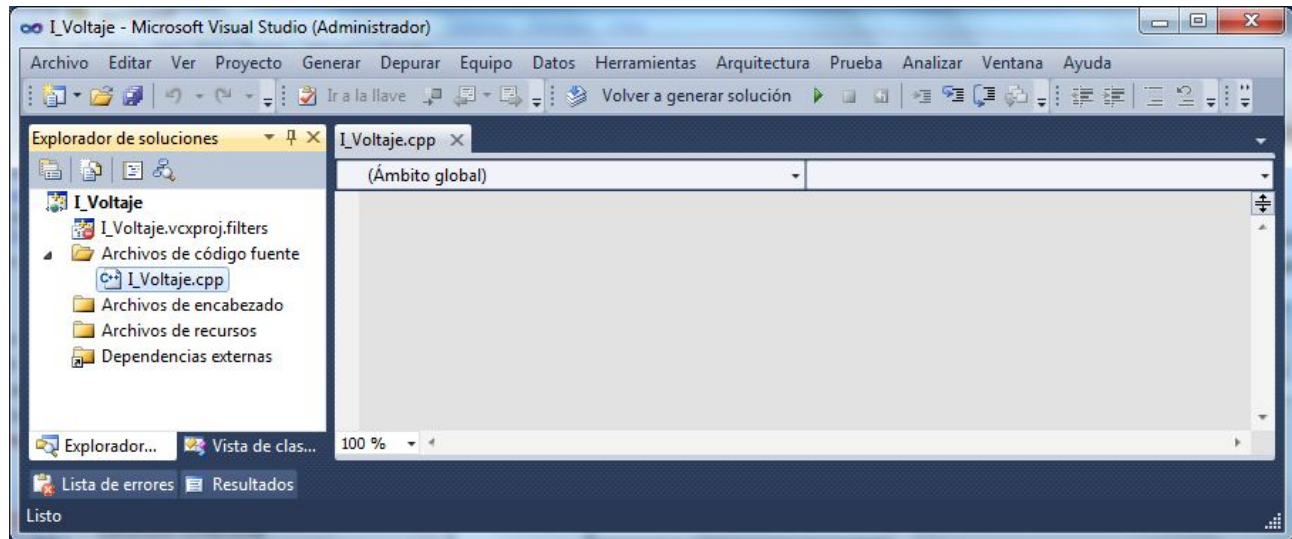 I_Voltaje - Microsoft Visual Studio (Administrador)
Archivo Editar Ver Proyecto Generar Depurar Equipo Datos Herramientas Arquitectura Prueba Analizar Ventana Ayuda
Ir a la llave Volver a generar solución
Explorador de soluciones
I_Voltaje.cpp
(Ámbito global)
I_Voltaje
I_Voltaje.vcxproj.filters
Archivos de código fuente
C++ I_Voltaje.cpp
Archivos de encabezado
Archivos de recursos
Dependencias externas
Explorador... Vista de clas... 100 %
Lista de errores Resultados
Listo